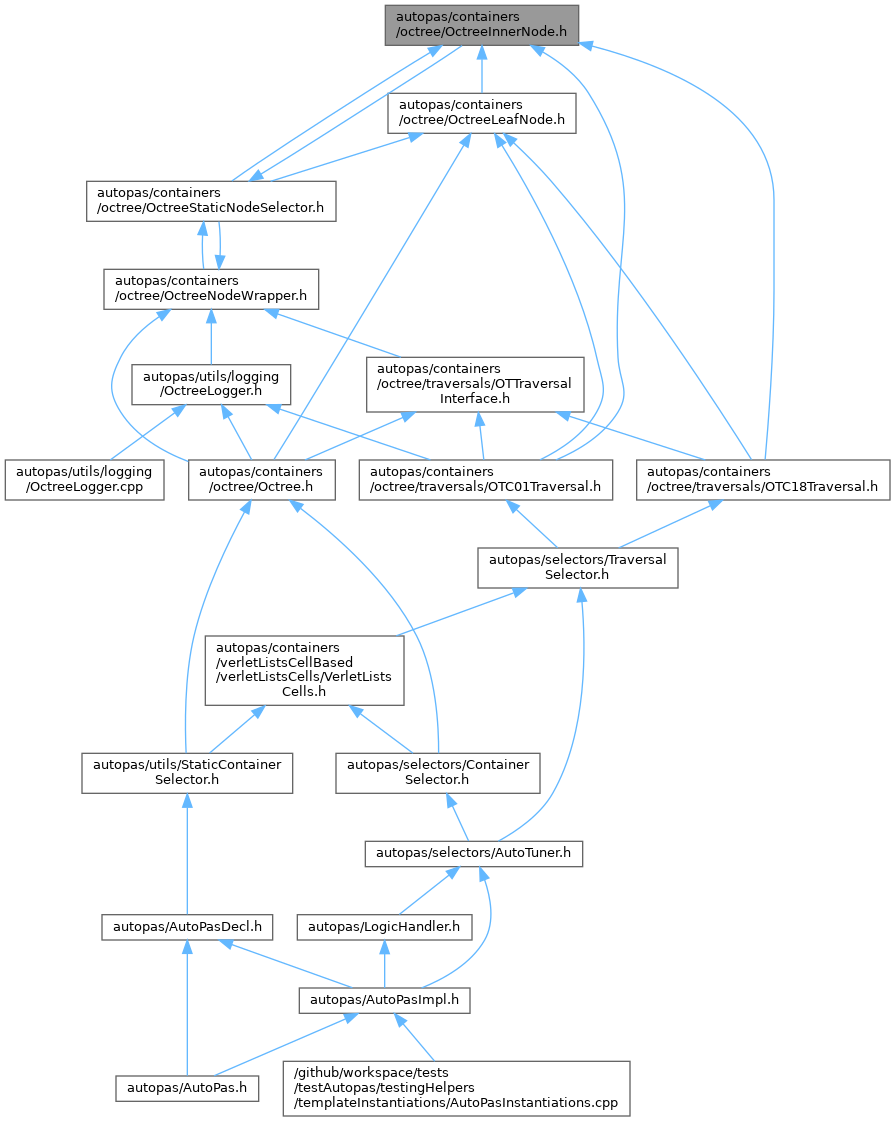 autopas/containers
/octree/OctreeInnerNode.h
autopas/containers
/octree/OctreeLeafNode.h
autopas/containers
/octree/OctreeStaticNodeSelector.h
autopas/containers
/octree/OctreeNodeWrapper.h
autopas/utils/logging
/OctreeLogger.h
autopas/containers
/octree/traversals/OTTraversal
Interface.h
autopas/utils/logging
/OctreeLogger.cpp
autopas/containers
/octree/Octree.h
autopas/containers
/octree/traversals/OTC01Traversal.h
autopas/containers
/octree/traversals/OTC18Traversal.h
autopas/selectors/Traversal
Selector.h
autopas/containers
/verletListsCellBased
/verletListsCells/VerletLists
Cells.h
autopas/utils/StaticContainer
Selector.h
autopas/selectors/Container
Selector.h
autopas/selectors/AutoTuner.h
autopas/AutoPasDecl.h
autopas/LogicHandler.h
autopas/AutoPasImpl.h
autopas/AutoPas.h
/github/workspace/tests
/testAutopas/testingHelpers
/templateInstantiations/AutoPasInstantiations.cpp